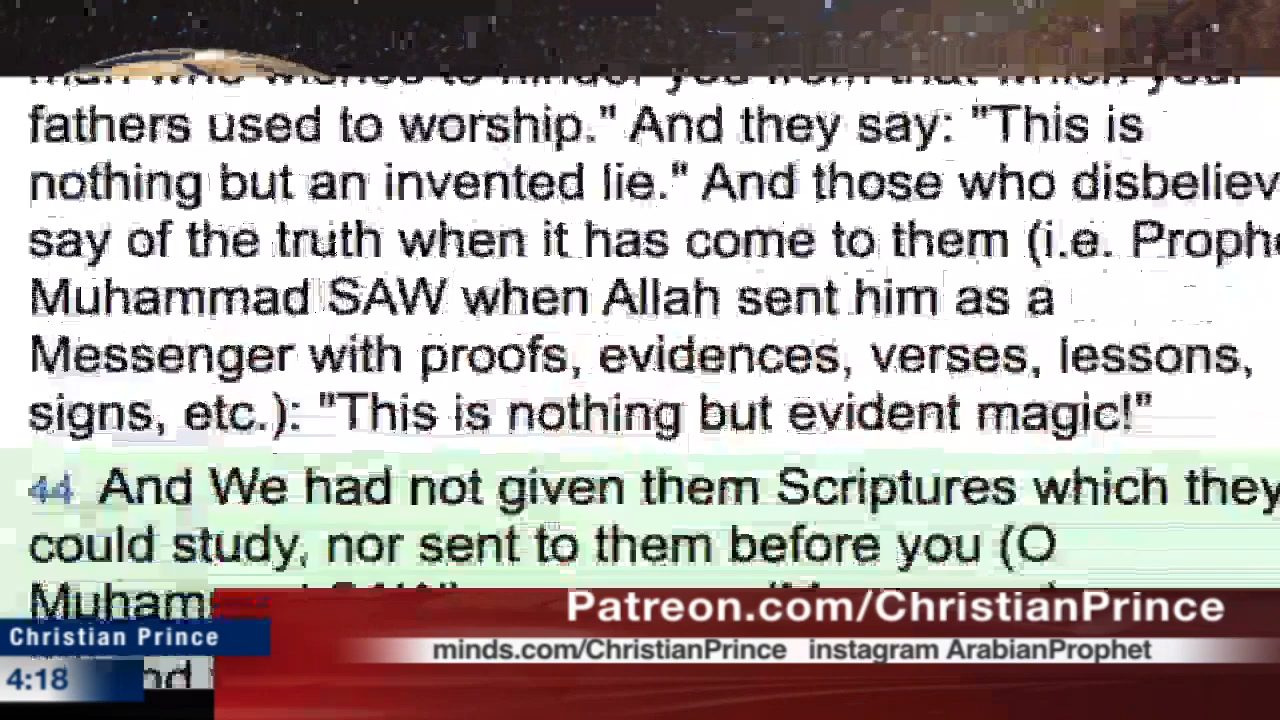 fathers used to worship." And they say: "This is
nothing but an invented lie." And those who disbeliev
say of the truth when it has come to them (i.e. Prophe
Muhammad SAW when Allah sent him as a
Messenger with proofs, evidences, verses, lessons,
signs, etc.): "This is nothing but evident magic!"
44 And We had not given them Scriptures which they
could study, nor sent to them before you (O
Patreon.com/ChristianPrince
Christian Prince
minds.com/ChristianPrince instagram ArabianProphet
4:18